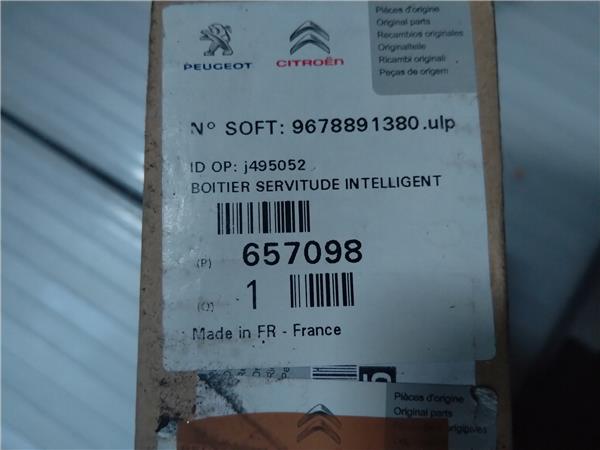 Pièces d'origine
Original parts
Recambios originales
Originalteile
Ricambi originali
Peças de origem
PEUGEOT
CITROËN
N° SOFT: 9678891380.ulp
ID OP: j495052
BOITIER SERVITUDE INTELLIGENT
(P) 657098
(Q) 1
Made in FR - France
Pièces d'origine
Original parts